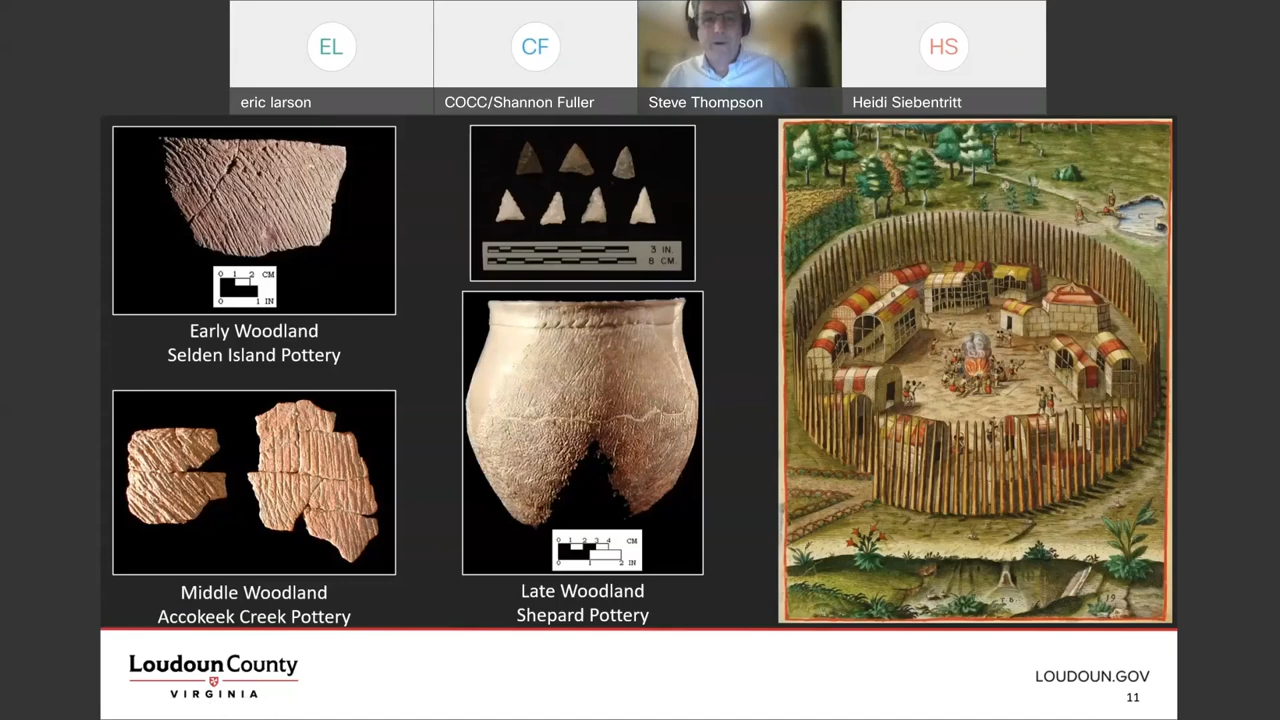 EL
CF
HS
eric larson
COCC/Shannon Fuller
Steve Thompson
Heidi Siebentritt
0 1 2 CM
0 1 IN
Early Woodland
Selden Island Pottery
3 IN.
8 CM.
Middle Woodland
Accokeek Creek Pottery
0 1 2 3 4 CM
0 1 2 IN
Late Woodland
Shepard Pottery
T.B.
19
Loudoun County
VIRGINIA
LOUDOUN.GOV
11